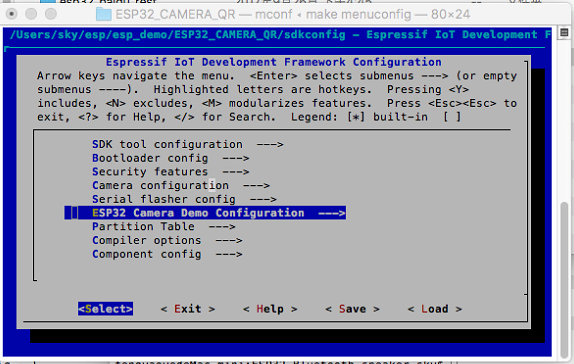 ESP32_CAMERA_QR — mconf • make menuconfig — 80×24
/Users/sky/esp/esp_demo/ESP32_CAMERA_QR/sdkconfig - Espressif IoT Development F
Espressif IoT Development Framework Configuration
Arrow keys navigate the menu. <Enter> selects submenus ---> (or empty
submenus ----). Highlighted letters are hotkeys. Pressing <Y>
includes, <N> excludes, <M> modularizes features. Press <Esc><Esc> to
exit, <?> for Help, </> for Search. Legend: [*] built-in [ ]
SDK tool configuration --->
Bootloader config --->
Security features --->
Camera configuration --->
Serial flasher config --->
ESP32 Camera Demo Configuration --->
Partition Table --->
Compiler options --->
Component config --->
<Select> < Exit > < Help > < Save > < Load >